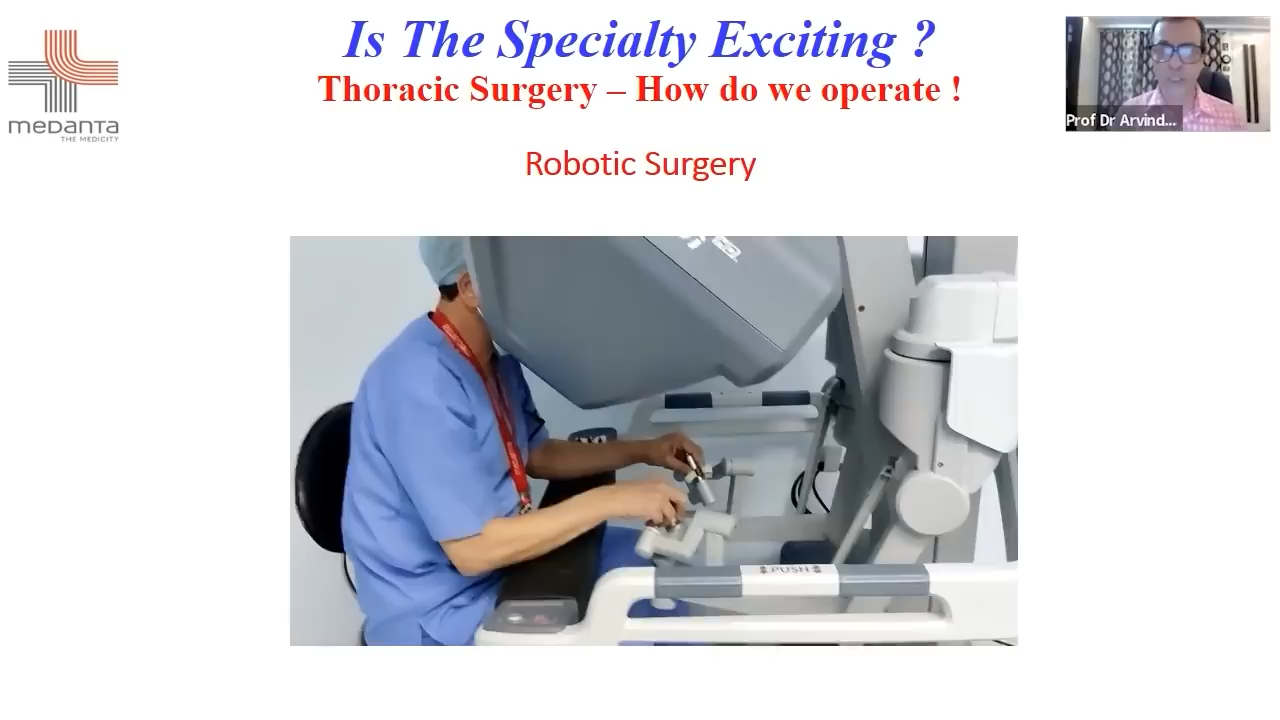 Is The Specialty Exciting ?
Thoracic Surgery – How do we operate !
medanta
THE MEDICITY
Prof Dr Arvind...
Robotic Surgery
PUSH